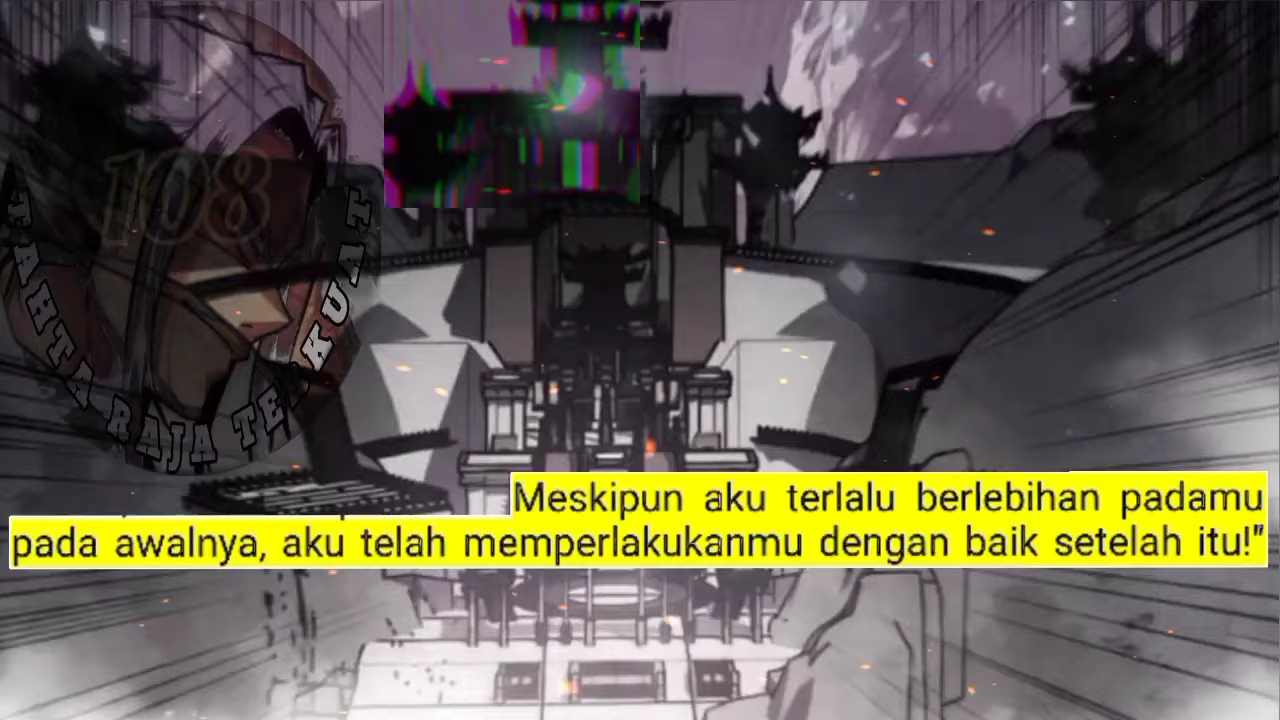 108
TAHTA RAJA TERKUAT
Meskipun aku terlalu berlebihan padamu
pada awalnya, aku telah memperlakukanmu dengan baik setelah itu!"